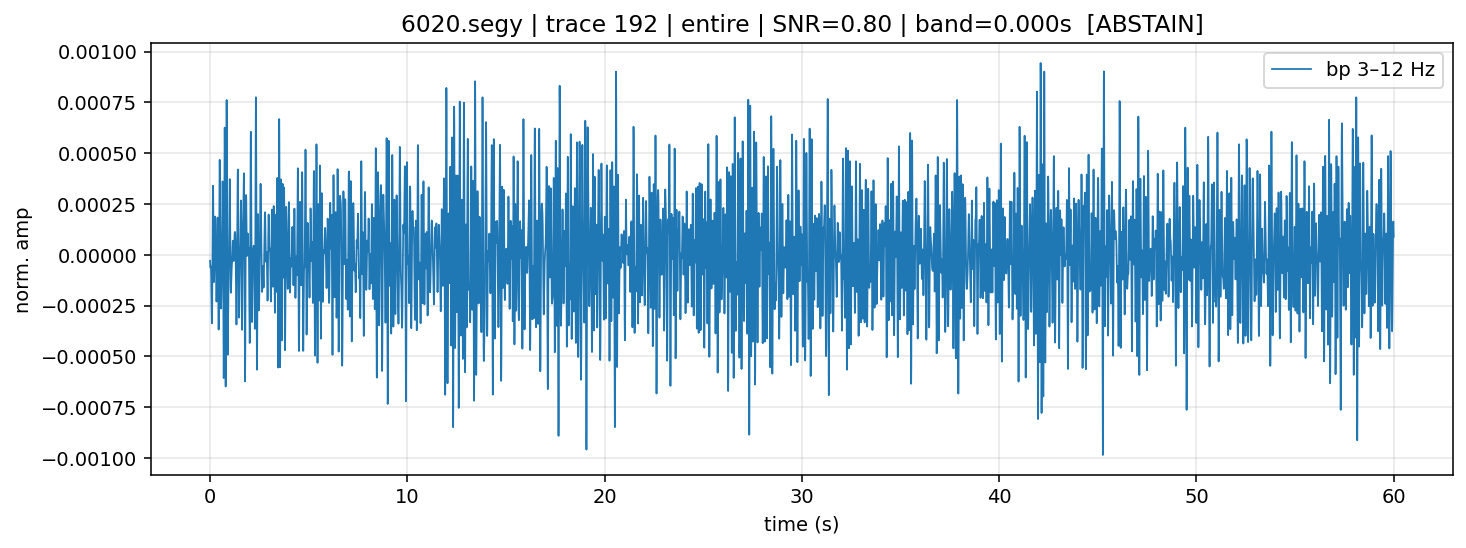 6020.segy | trace 192 | entire | SNR=0.80 | band=0.000s  [ABSTAIN]
bp 3–12 Hz
norm. amp
0.00100
0.00075
0.00050
0.00025
0.00000
−0.00025
−0.00050
−0.00075
−0.00100
0 10 20 30 40 50 60
time (s)